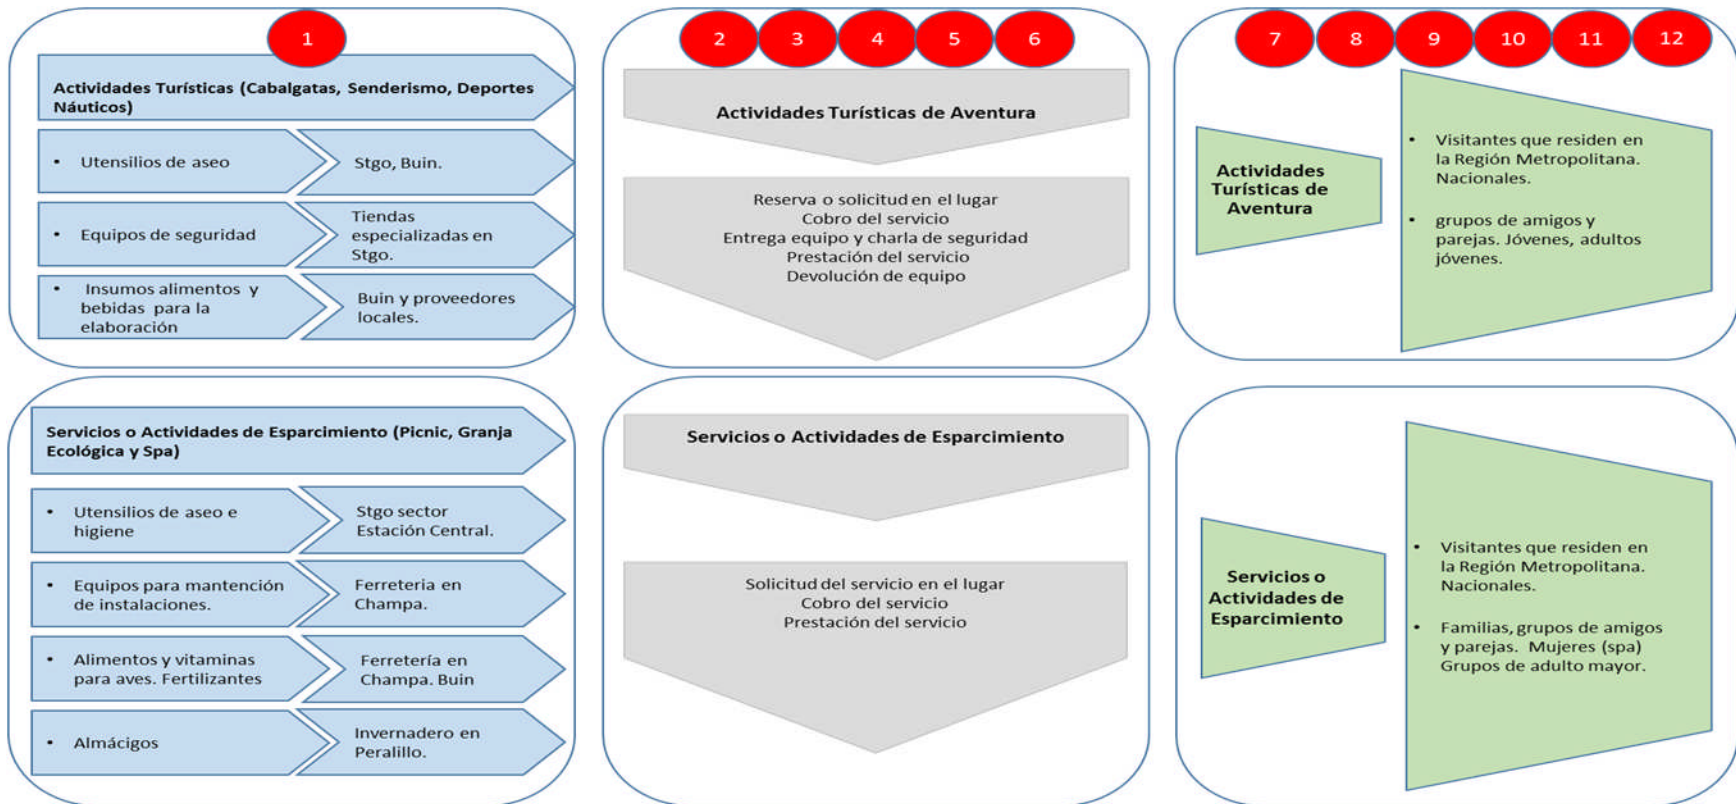 1
2 3 4 5 6
7 8 9 10 11 12
Actividades Turísticas (Cabalgatas, Senderismo, Deportes
Náuticos)
• Utensilios de aseo
Stgo, Buin.
• Equipos de seguridad
Tiendas
especializadas en
Stgo.
• Insumos alimentos y
bebidas para la
elaboración
Buin y proveedores
locales.
Actividades Turísticas de Aventura
Reserva o solicitud en el lugar
Cobro del servicio
Entrega equipo y charla de seguridad
Prestación del servicio
Devolución de equipo
Actividades
Turísticas de
Aventura
• Visitantes que residen en
la Región Metropolitana.
Nacionales.
• grupos de amigos y
parejas. Jóvenes, adultos
jóvenes.
Servicios o Actividades de Esparcimiento (Picnic, Granja
Ecológica y Spa)
• Utensilios de aseo e
higiene
Stgo sector
Estación Central.
• Equipos para mantención
de instalaciones.
Ferreteria en
Champa.
• Alimentos y vitaminas
para aves. Fertilizantes
Ferretería en
Champa. Buin
• Almácigos
Invernadero en
Peralillo.
Servicios o Actividades de Esparcimiento
Solicitud del servicio en el lugar
Cobro del servicio
Prestación del servicio
Servicios o
Actividades de
Esparcimiento
• Visitantes que residen en
la Región Metropolitana.
Nacionales.
• Familias, grupos de amigos
y parejas. Mujeres (spa)
Grupos de adulto mayor.